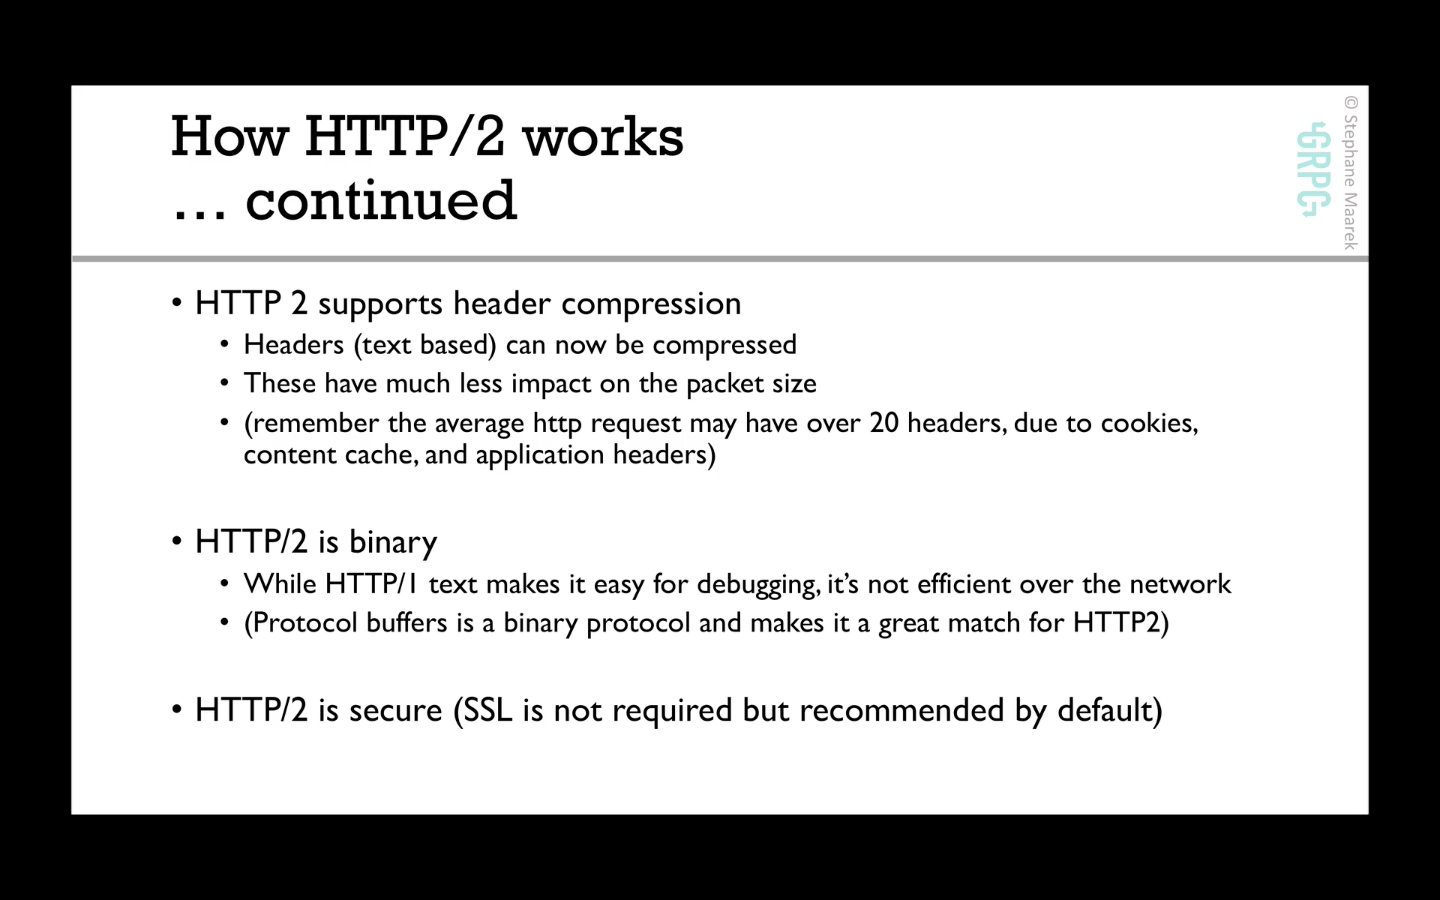 How HTTP/2 works
… continued
© Stephane Maarek
GRPC
• HTTP 2 supports header compression
• Headers (text based) can now be compressed
• These have much less impact on the packet size
• (remember the average http request may have over 20 headers, due to cookies,
content cache, and application headers)
• HTTP/2 is binary
• While HTTP/1 text makes it easy for debugging, it’s not efficient over the network
• (Protocol buffers is a binary protocol and makes it a great match for HTTP2)
• HTTP/2 is secure (SSL is not required but recommended by default)